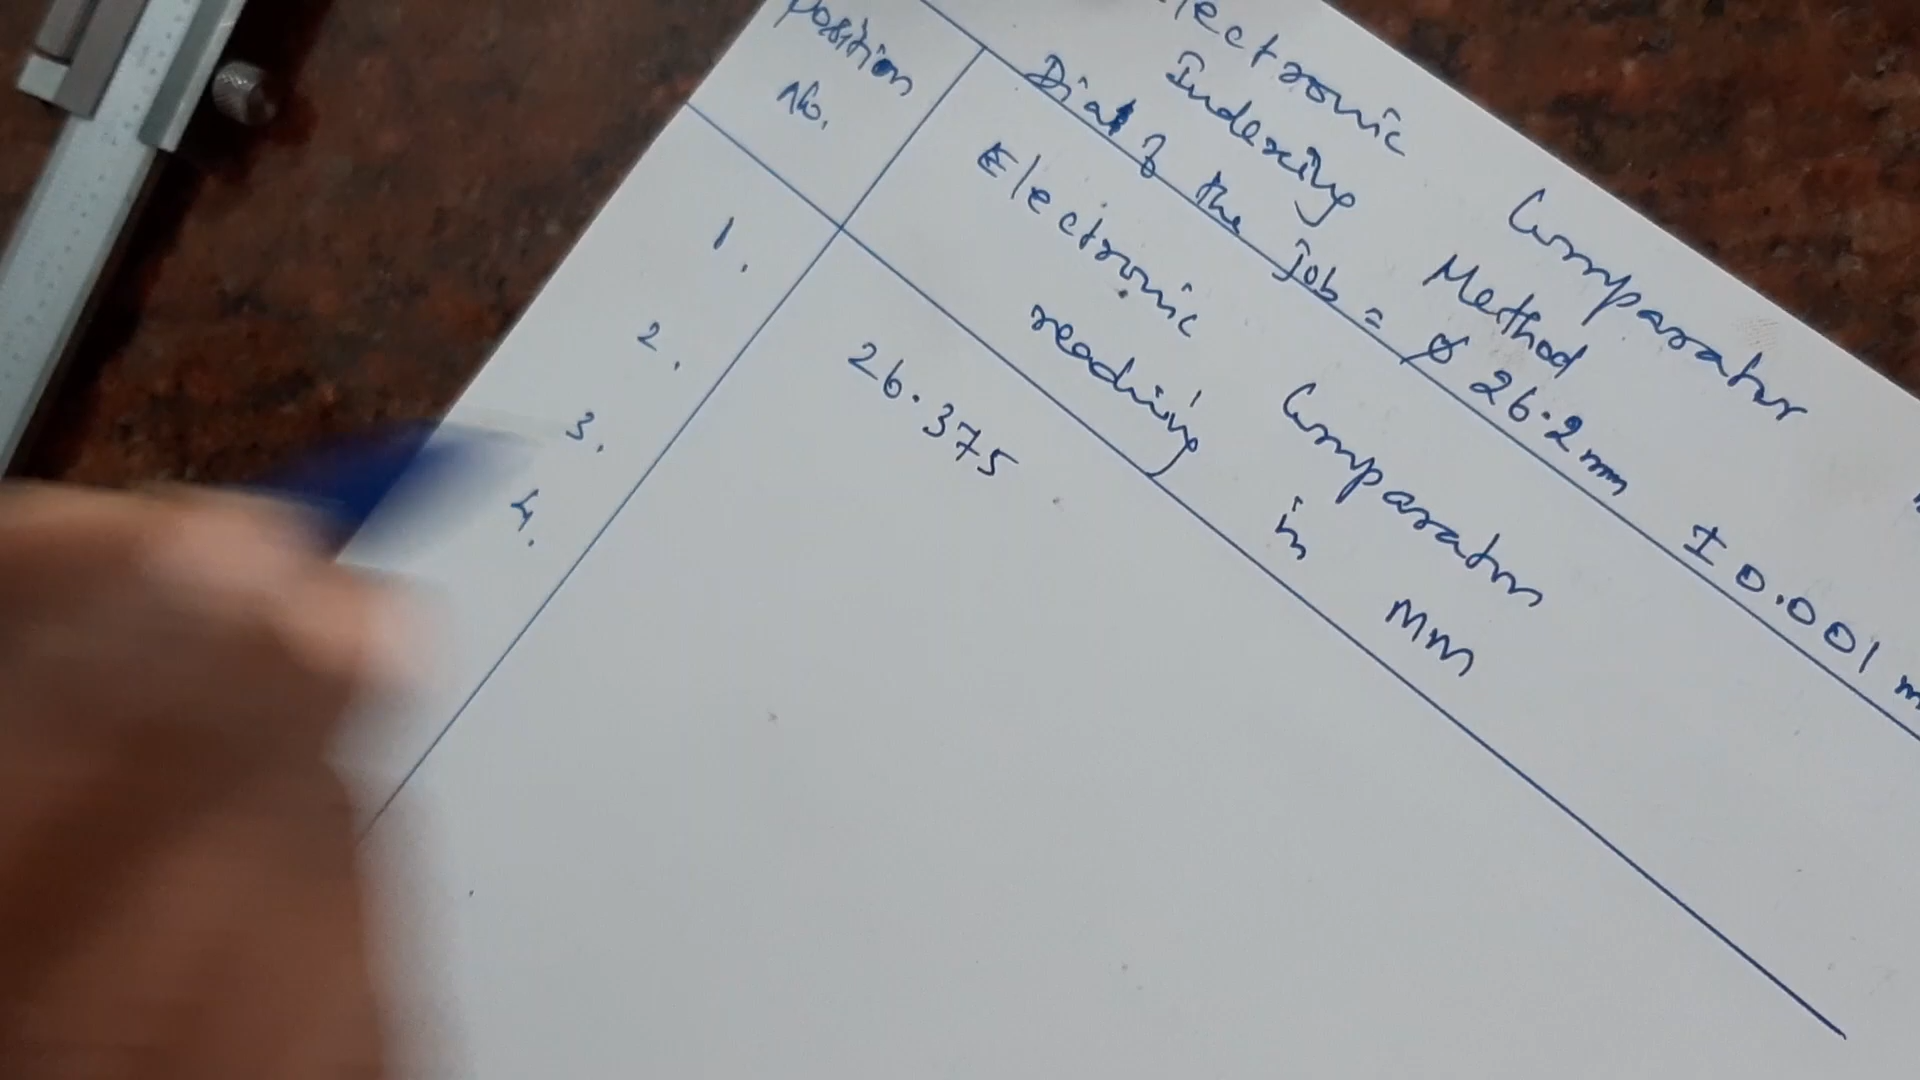 Electronic Comparator
Indexing Method
Dia of the Job = Ø 26.2mm ± 0.001 m
Position
No.
Electronic Comparator
reading in MM
1. 26.375
2.
3.
4.